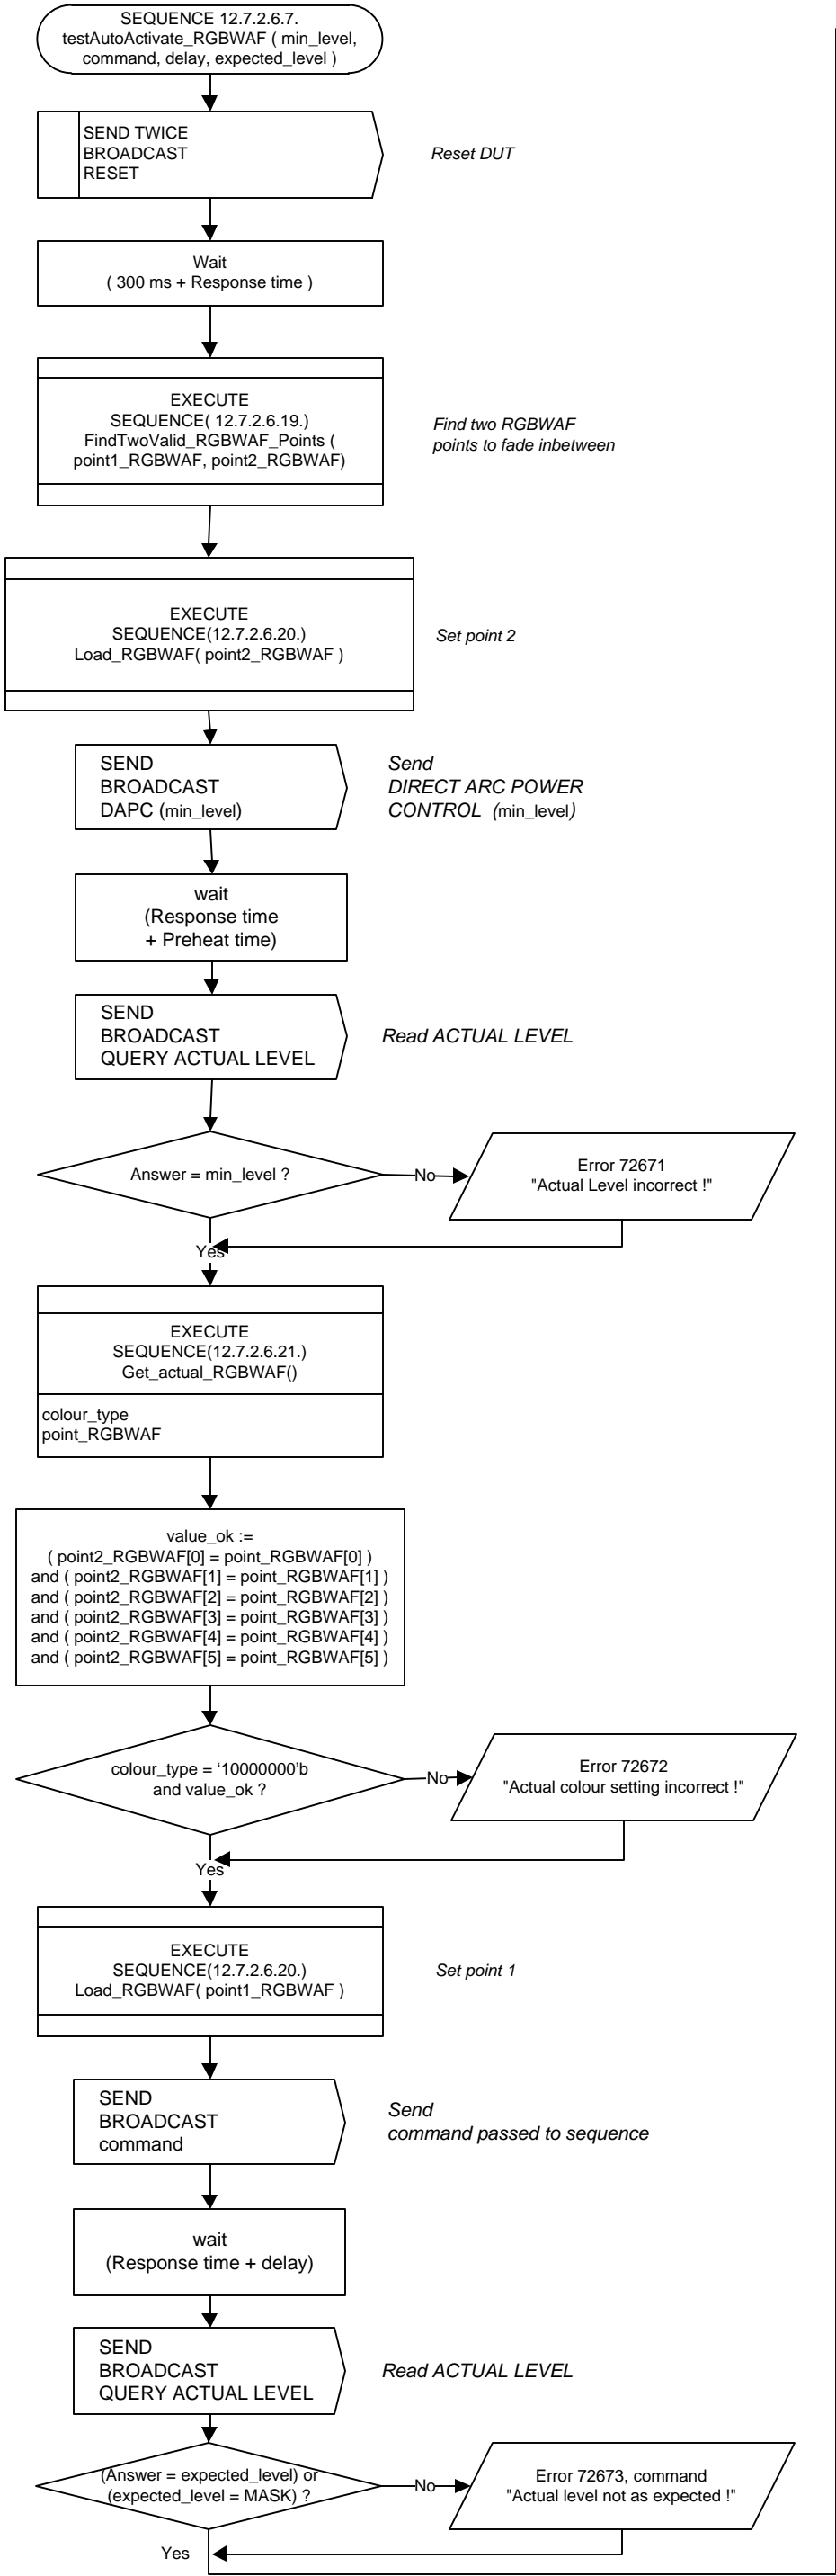 SEQUENCE 12.7.2.6.7.
testAutoActivate_RGBWAF ( min_level,
command, delay, expected_level )
SEND TWICE
BROADCAST
RESET
Reset DUT
Wait
( 300 ms + Response time )
EXECUTE
SEQUENCE( 12.7.2.6.19.)
FindTwoValid_RGBWAF_Points (
point1_RGBWAF, point2_RGBWAF)
Find two RGBWAF
points to fade inbetween
EXECUTE
SEQUENCE(12.7.2.6.20.)
Load_RGBWAF( point2_RGBWAF )
Set point 2
SEND
BROADCAST
DAPC (min_level)
Send
DIRECT ARC POWER
CONTROL (min_level)
wait
(Response time
+ Preheat time)
SEND
BROADCAST
QUERY ACTUAL LEVEL
Read ACTUAL LEVEL
Answer = min_level ?
No
Error 72671
"Actual Level incorrect !"
Yes
EXECUTE
SEQUENCE(12.7.2.6.21.)
Get_actual_RGBWAF()
colour_type
point_RGBWAF
value_ok :=
( point2_RGBWAF[0] = point_RGBWAF[0] )
and ( point2_RGBWAF[1] = point_RGBWAF[1] )
and ( point2_RGBWAF[2] = point_RGBWAF[2] )
and ( point2_RGBWAF[3] = point_RGBWAF[3] )
and ( point2_RGBWAF[4] = point_RGBWAF[4] )
and ( point2_RGBWAF[5] = point_RGBWAF[5] )
colour_type = ‘10000000’b
and value_ok ?
No
Error 72672
"Actual colour setting incorrect !"
Yes
EXECUTE
SEQUENCE(12.7.2.6.20.)
Load_RGBWAF( point1_RGBWAF )
Set point 1
SEND
BROADCAST
command
Send
command passed to sequence
wait
(Response time + delay)
SEND
BROADCAST
QUERY ACTUAL LEVEL
Read ACTUAL LEVEL
(Answer = expected_level) or
(expected_level = MASK) ?
No
Error 72673, command
"Actual level not as expected !"
Yes